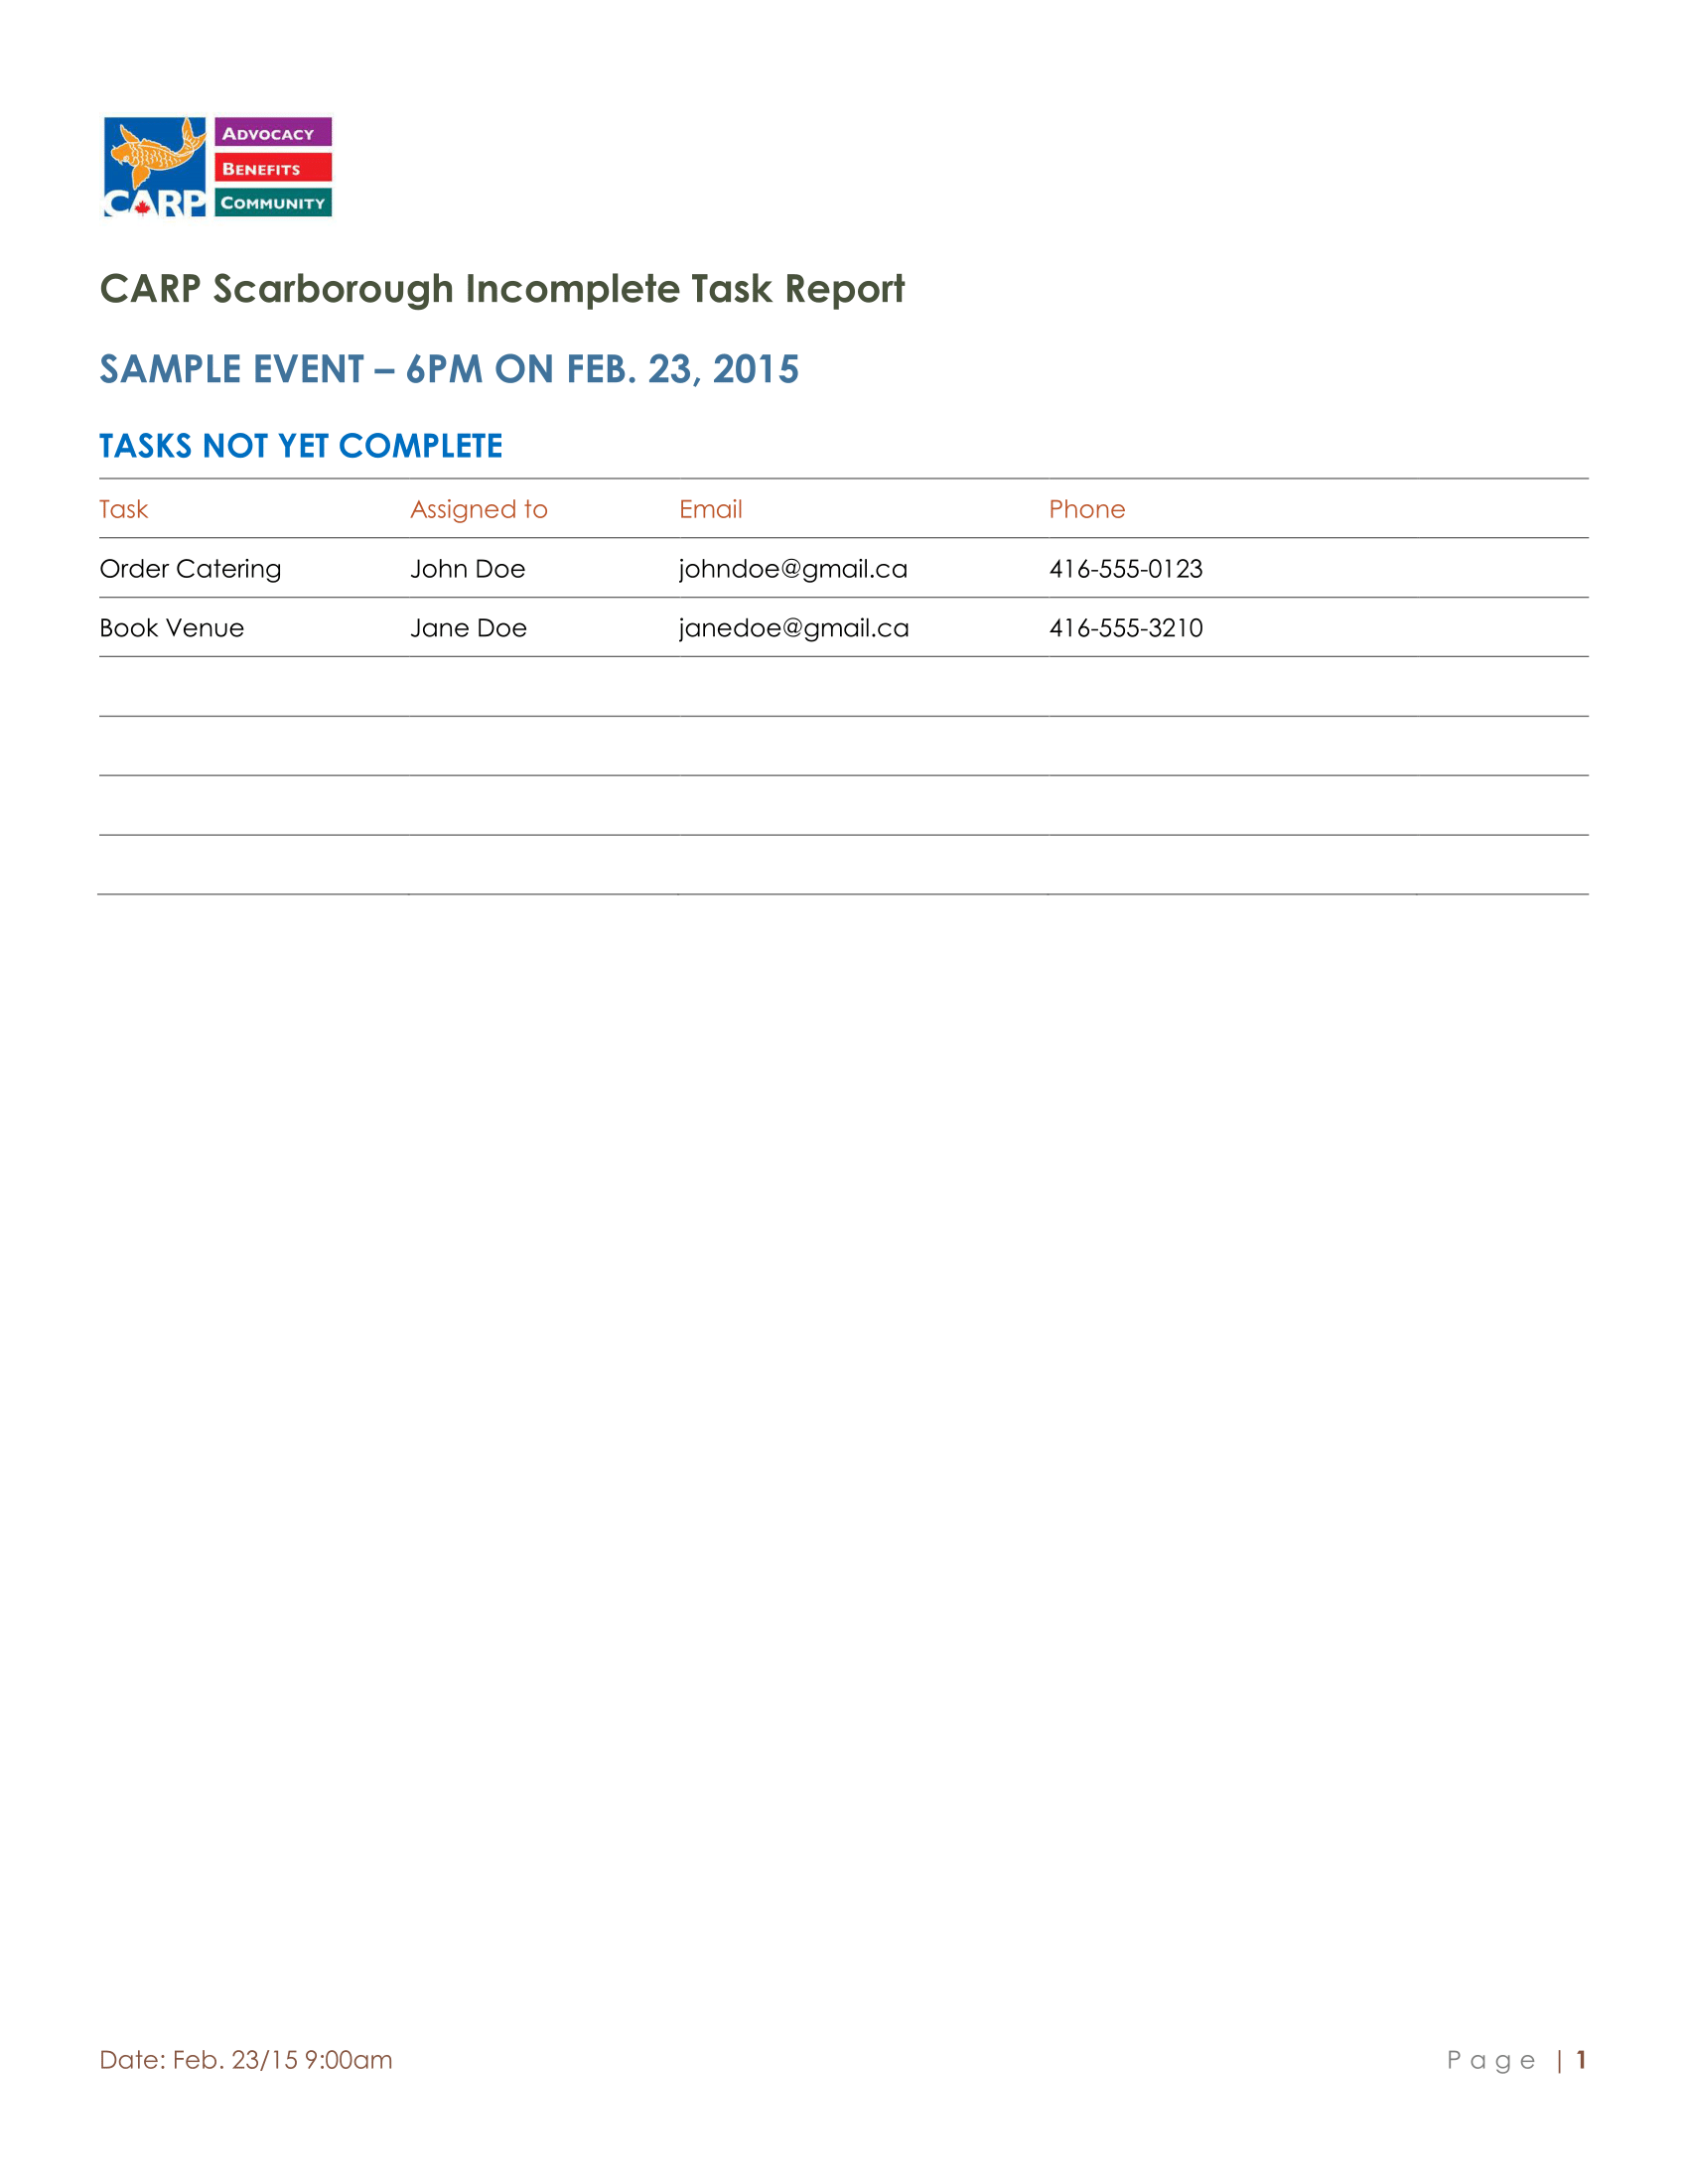 ADVOCACY
BENEFITS
CARP COMMUNITY
CARP Scarborough Incomplete Task Report
SAMPLE EVENT – 6PM ON FEB. 23, 2015
TASKS NOT YET COMPLETE
Task Assigned to Email Phone
Order Catering John Doe johndoe@gmail.ca 416-555-0123
Book Venue Jane Doe janedoe@gmail.ca 416-555-3210
Date: Feb. 23/15 9:00am Page | 1